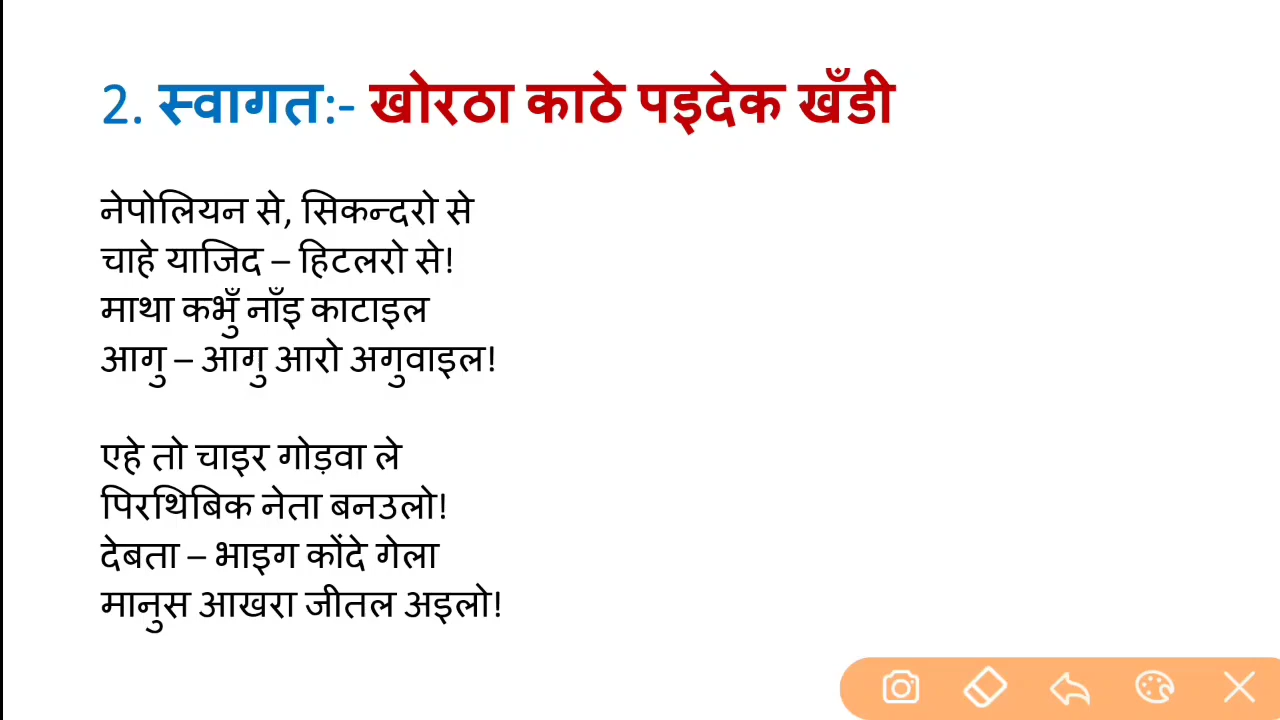 2. स्वागत:- खोरठा काठे पइदेक खँडी
नेपोलियन से, सिकन्दरो से
चाहे याजिद – हिटलरो से!
माथा कभुँ नाँइ काटाइल
आगु – आगु आरो अगुवाइल!
एहे तो चाइर गोड़वा ले
पिरथिबिक नेता बनउलो!
देबता – भाइग कोंदे गेला
मानुस आखरा जीतल अइलो!